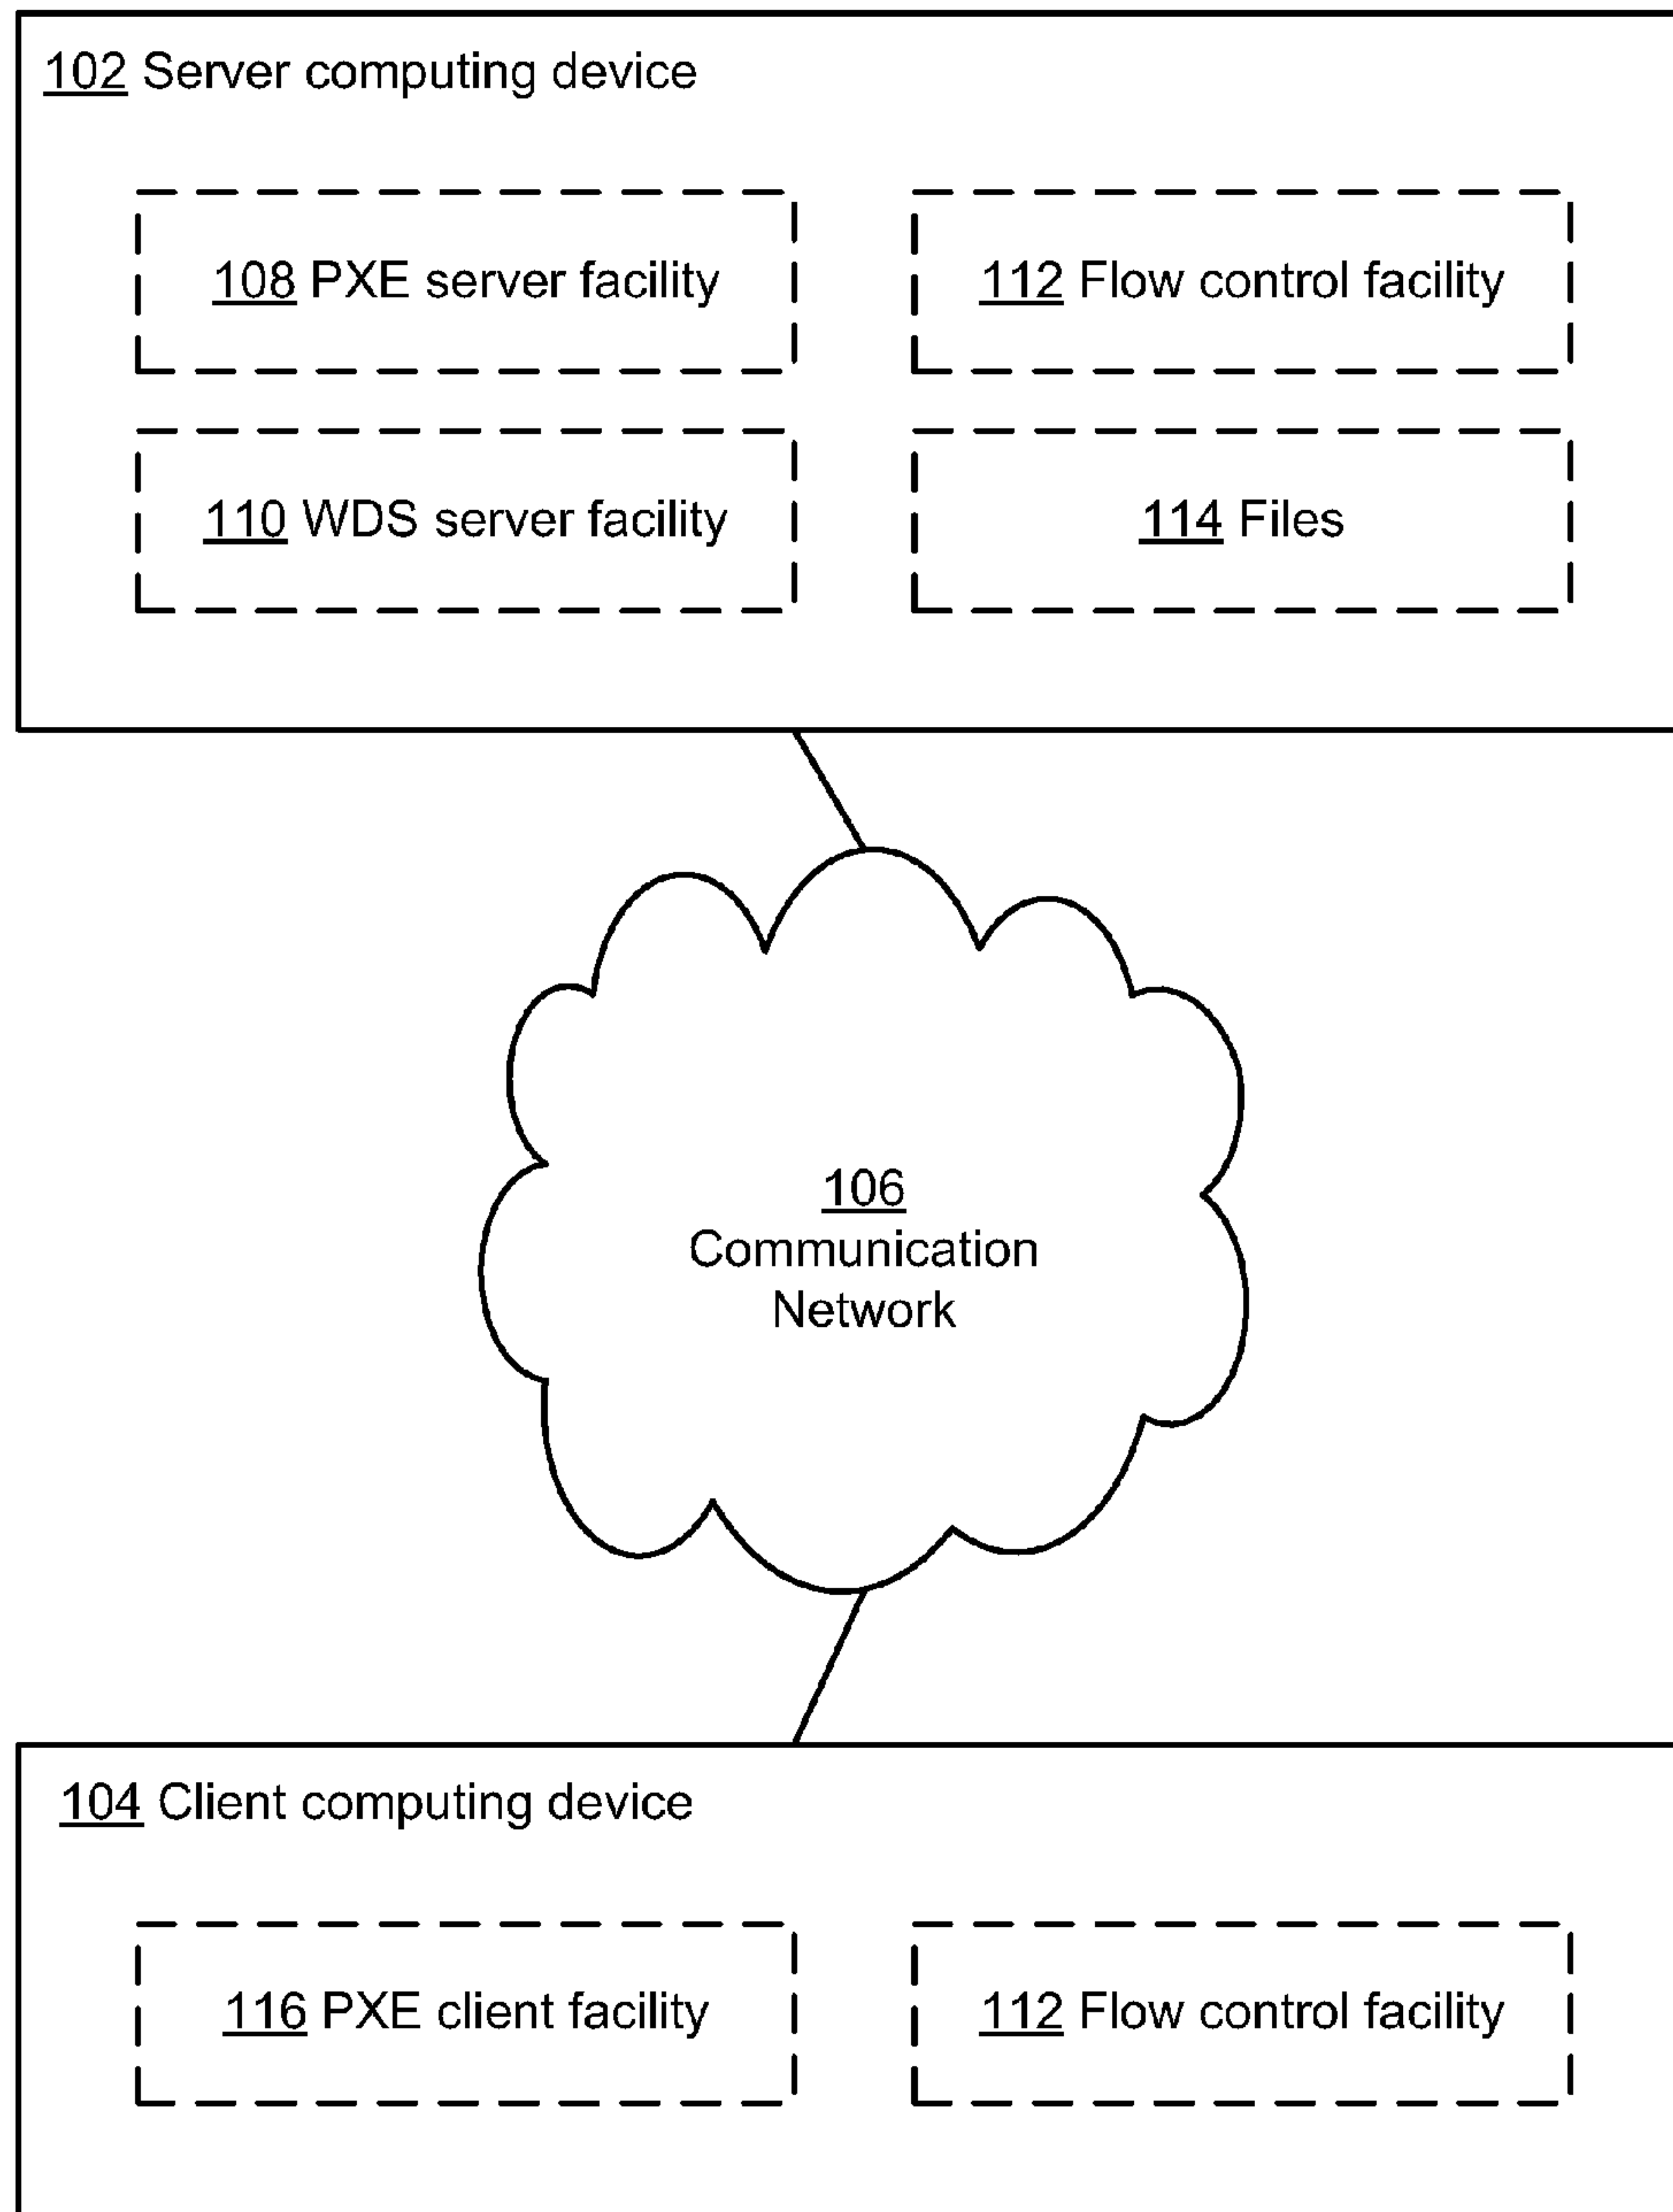 102 Server computing device
108 PXE server facility
112 Flow control facility
110 WDS server facility
114 Files
106
Communication
Network
104 Client computing device
116 PXE client facility
112 Flow control facility